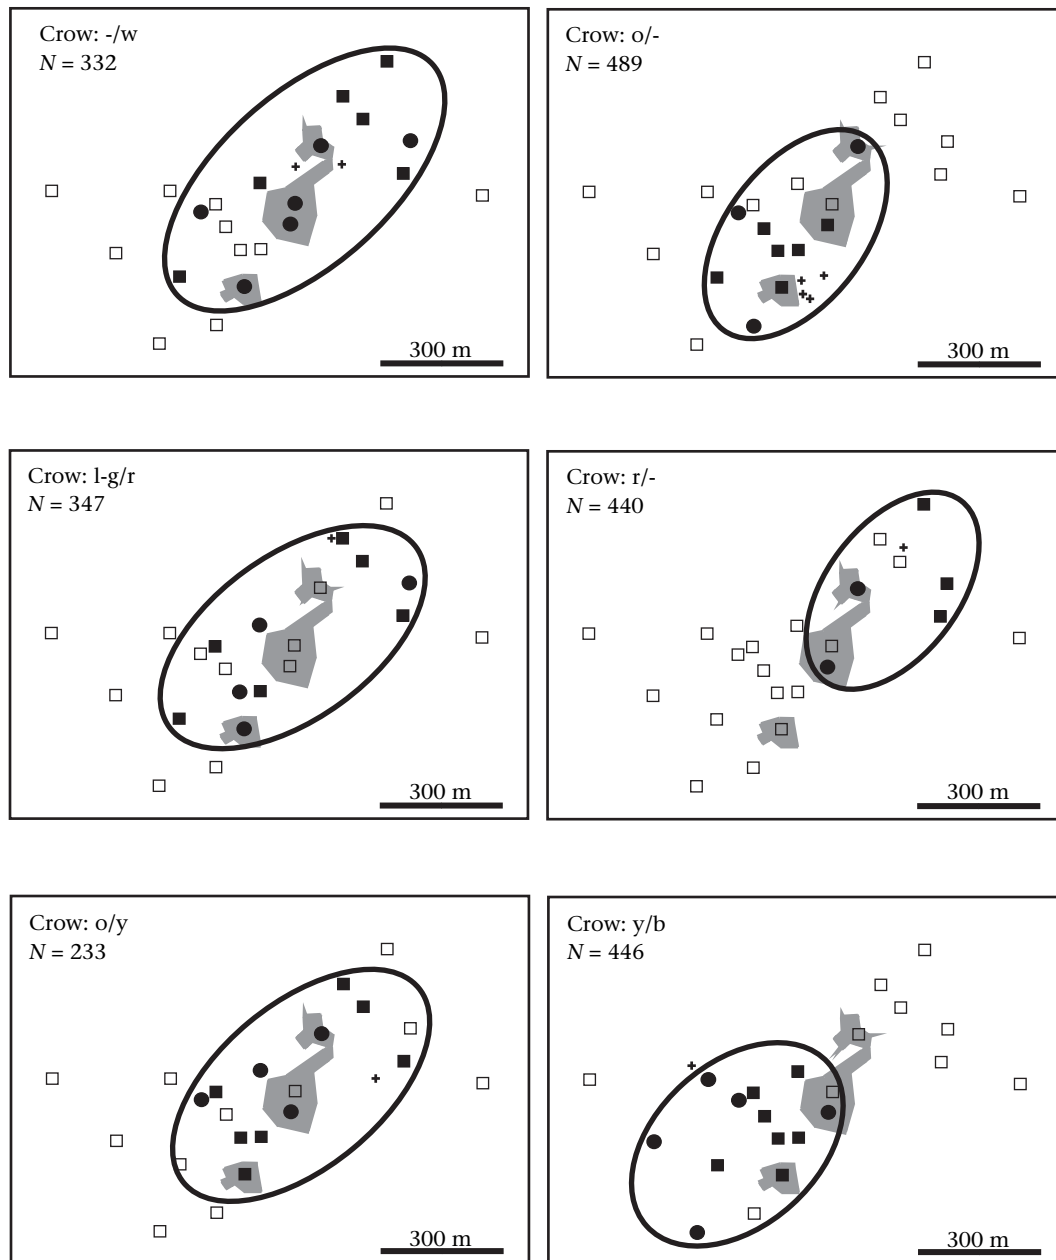 Crow: -/w
N = 332
300 m
Crow: o/-
N = 489
300 m
Crow: l-g/r
N = 347
300 m
Crow: r/-
N = 440
300 m
Crow: o/y
N = 233
300 m
Crow: y/b
N = 446
300 m